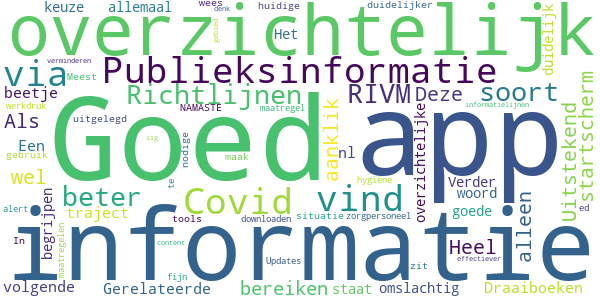 keuze allemaal wees denk huidige duidelijker
overzichtelijk
Het gebied duidelijk
verminderen
via Publieksinformatie
Meest
beetje Richtlijnen RIVM Deze soort
werkdruk NAMASTE maatregel informatielijnen
Als uitgelegd aanklik overzichtelijke Uitstekend startscherm
Goed app
Een nodige nl
gebruik iig maak
wel te hygiëne Verder
beter Covid vind woord
traject goede alleen
alert tools situatie zorgpersoneel ed
informatie
In begrijpen downloaden Heel
maatregelen content Updates zit effectiever
volgende Gerelateerde fijn bereiken staat omslachtig Draaiboeken